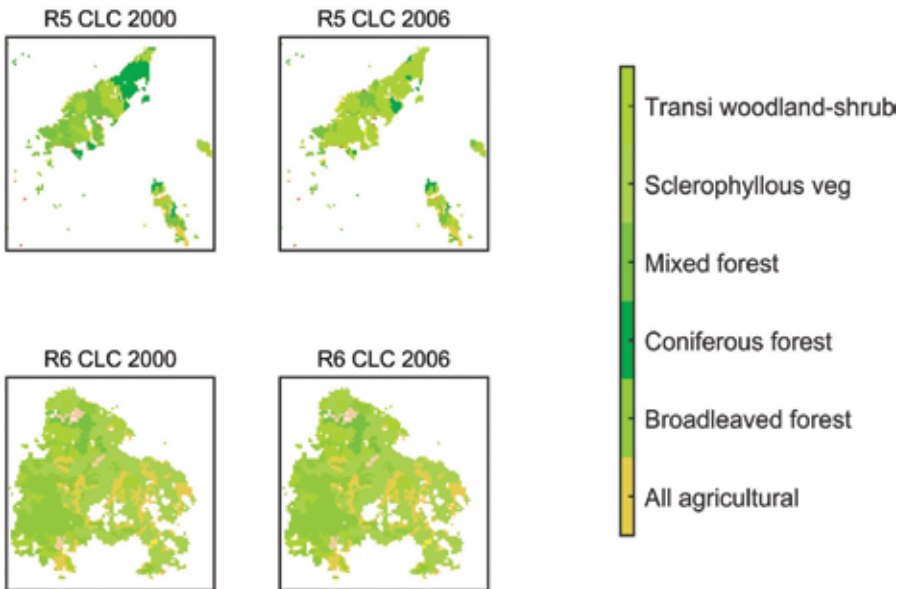 R5 CLC 2000
R5 CLC 2006
Transi woodland-shrub
Sclerophyllous veg
Mixed forest
Coniferous forest
Broadleaved forest
All agricultural
R6 CLC 2000
R6 CLC 2006